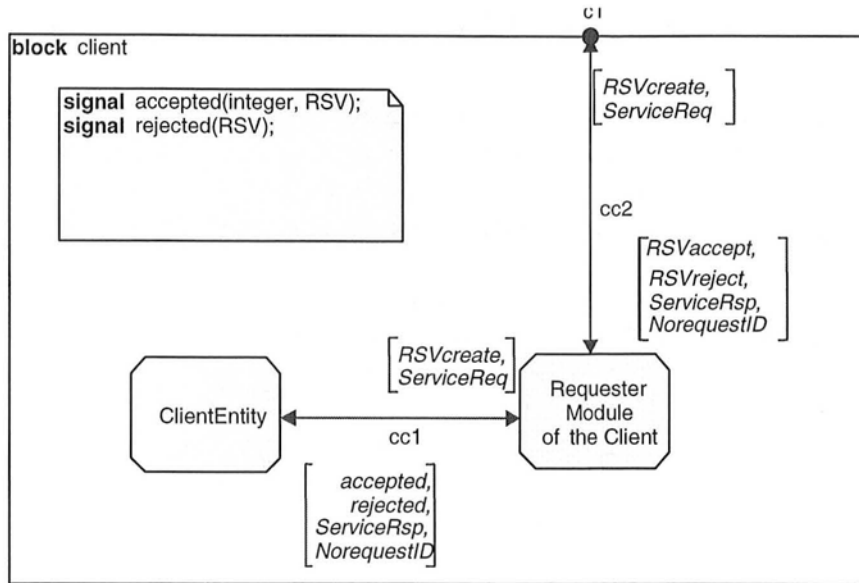 c1
block client
signal accepted(integer, RSV);
signal rejected(RSV);
RSVcreate,
ServiceReq
cc2
RSVaccept,
RSVreject,
ServiceRsp,
NorequestID
RSVcreate,
ServiceReq
ClientEntity
cc1
Requester
Module
of the Client
accepted,
rejected,
ServiceRsp,
NorequestID